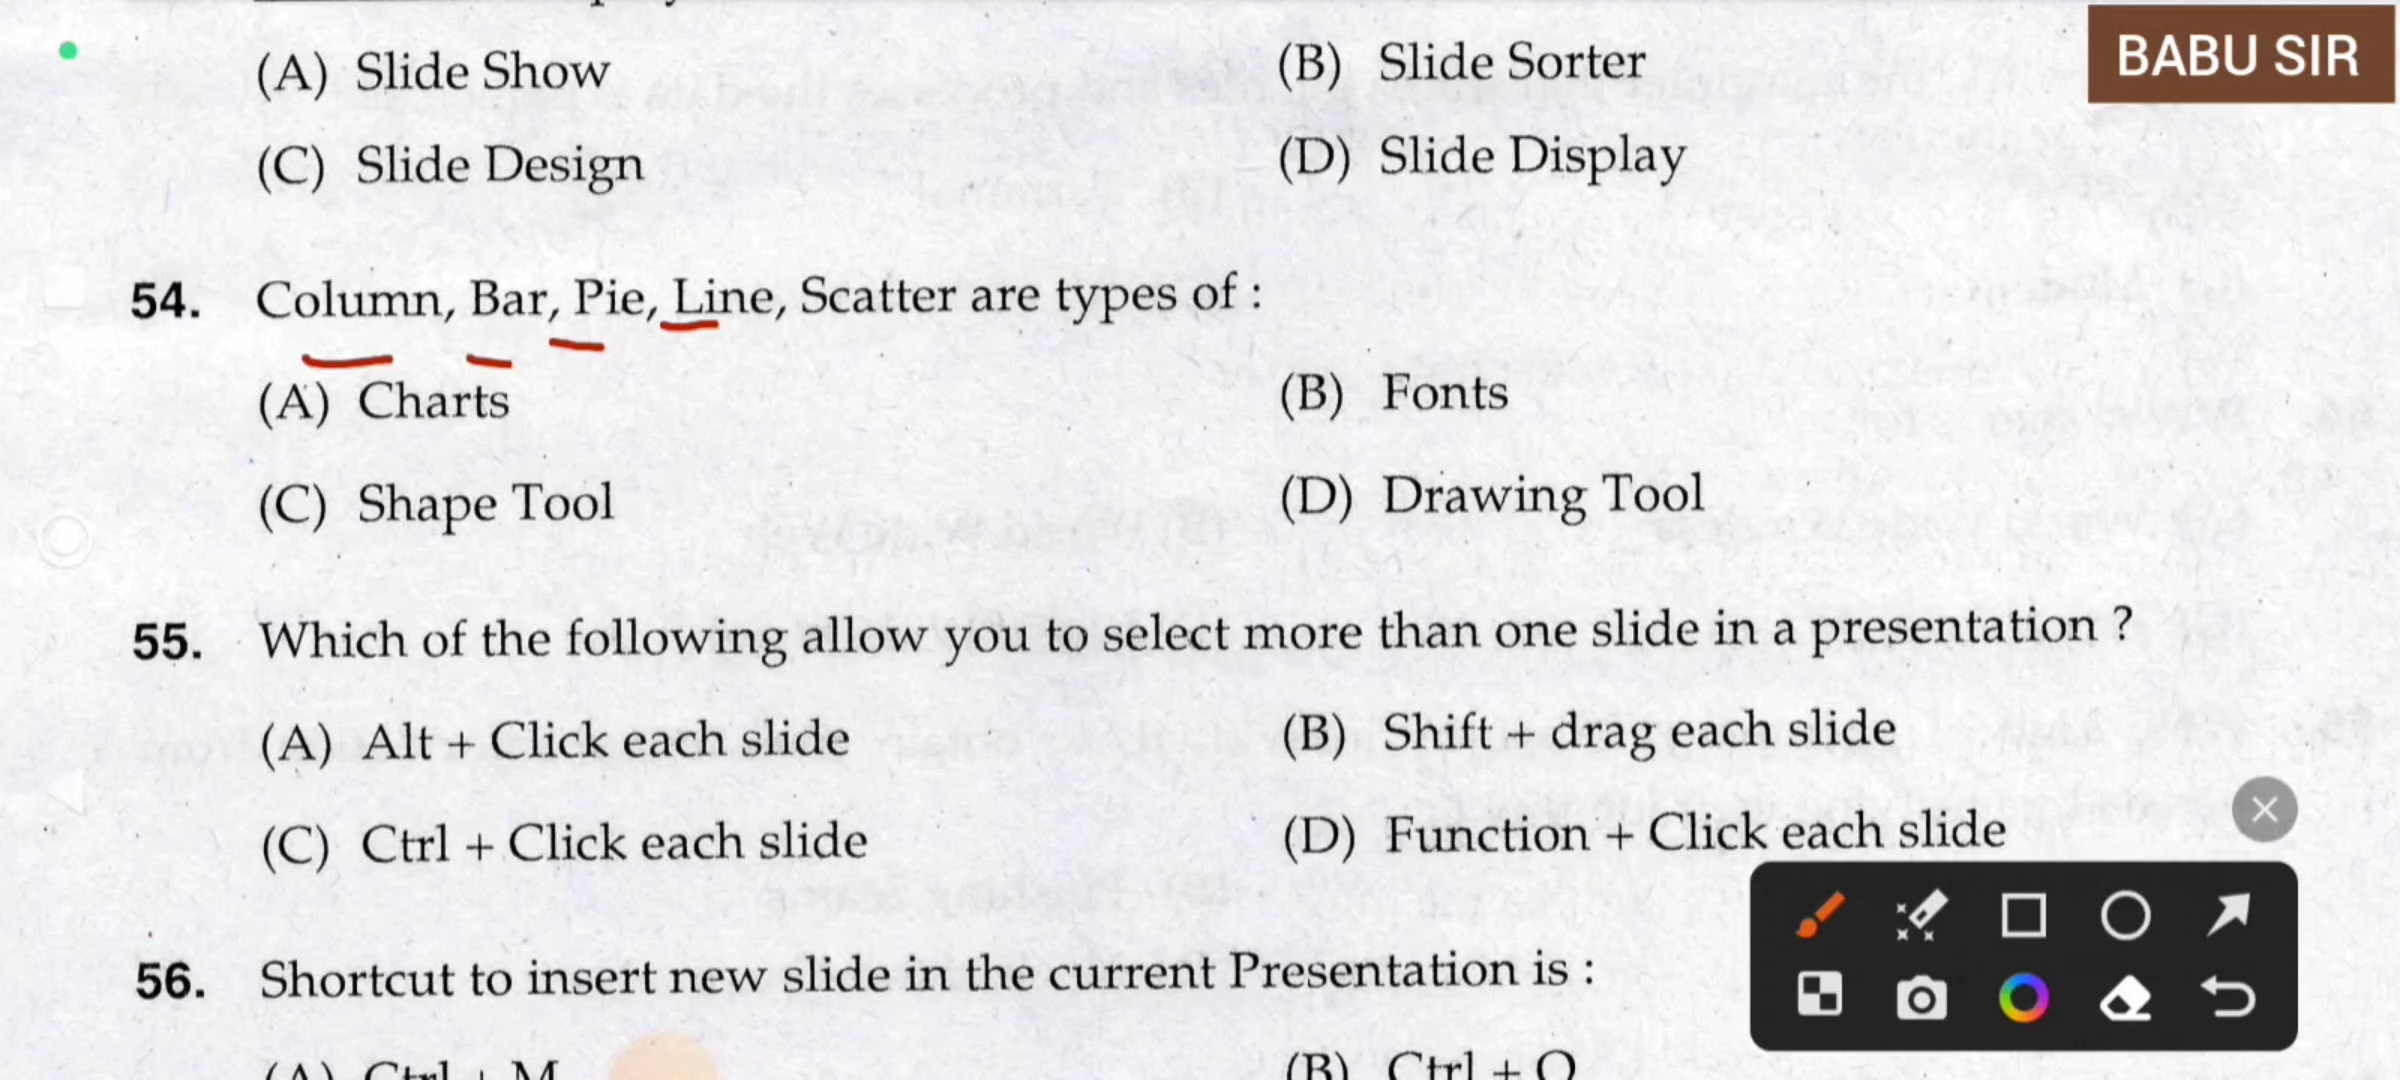 BABU SIR
(A) Slide Show (B) Slide Sorter
(C) Slide Design (D) Slide Display
54. Column, Bar, Pie, Line, Scatter are types of :
(A) Charts (B) Fonts
(C) Shape Tool (D) Drawing Tool
55. Which of the following allow you to select more than one slide in a presentation ?
(A) Alt + Click each slide (B) Shift + drag each slide
(C) Ctrl + Click each slide (D) Function + Click each slide
56. Shortcut to insert new slide in the current Presentation is :
(A) Ctrl + M (B) Ctrl + O